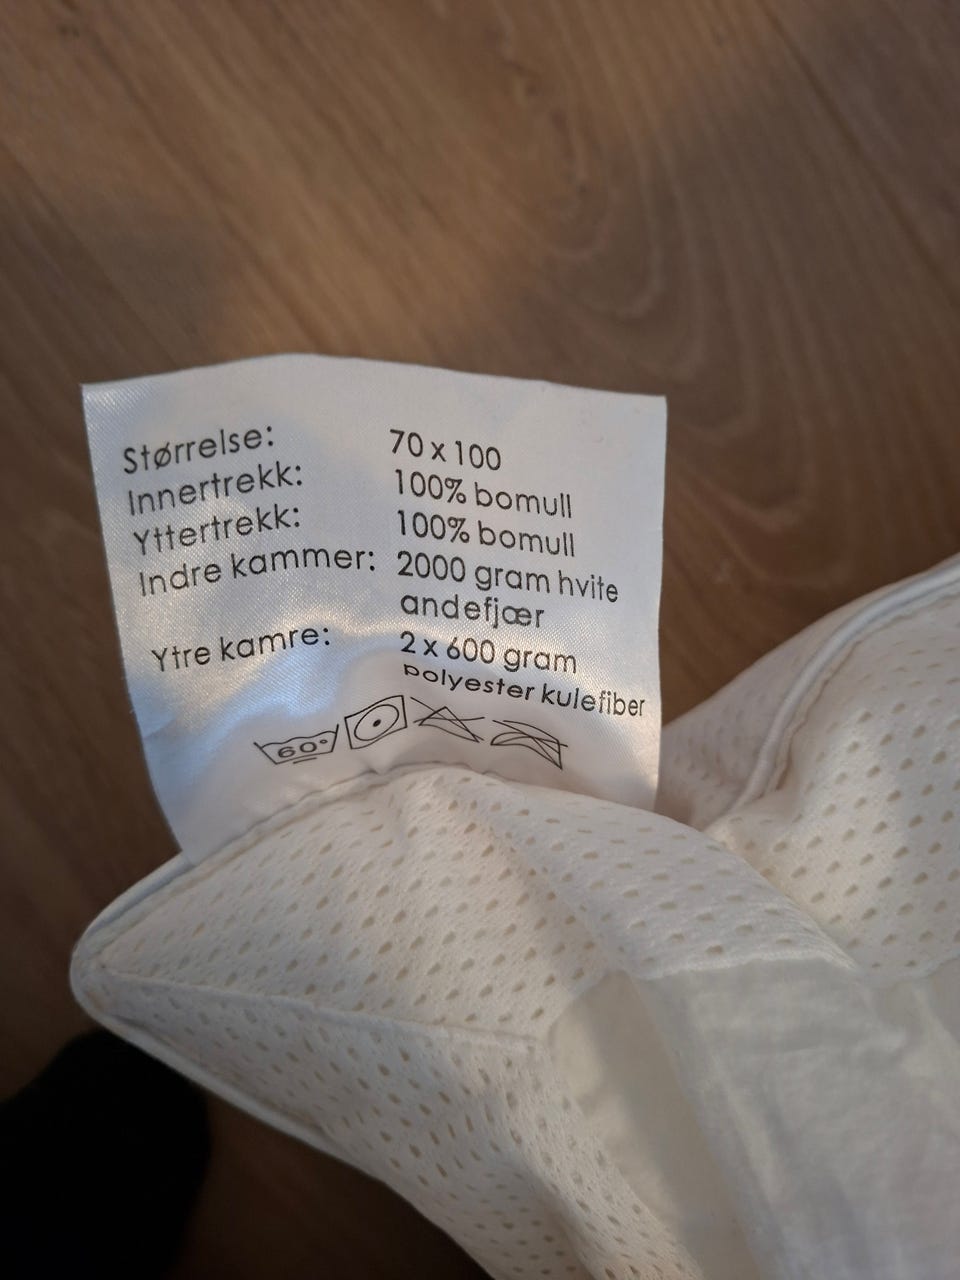 Størrelse: 70 x 100
Innertrekk: 100% bomull
Yttertrekk: 100% bomull
Indre kammer: 2000 gram hvite
andefjær
Ytre kamre: 2 x 600 gram
polyester kulefiber
60°